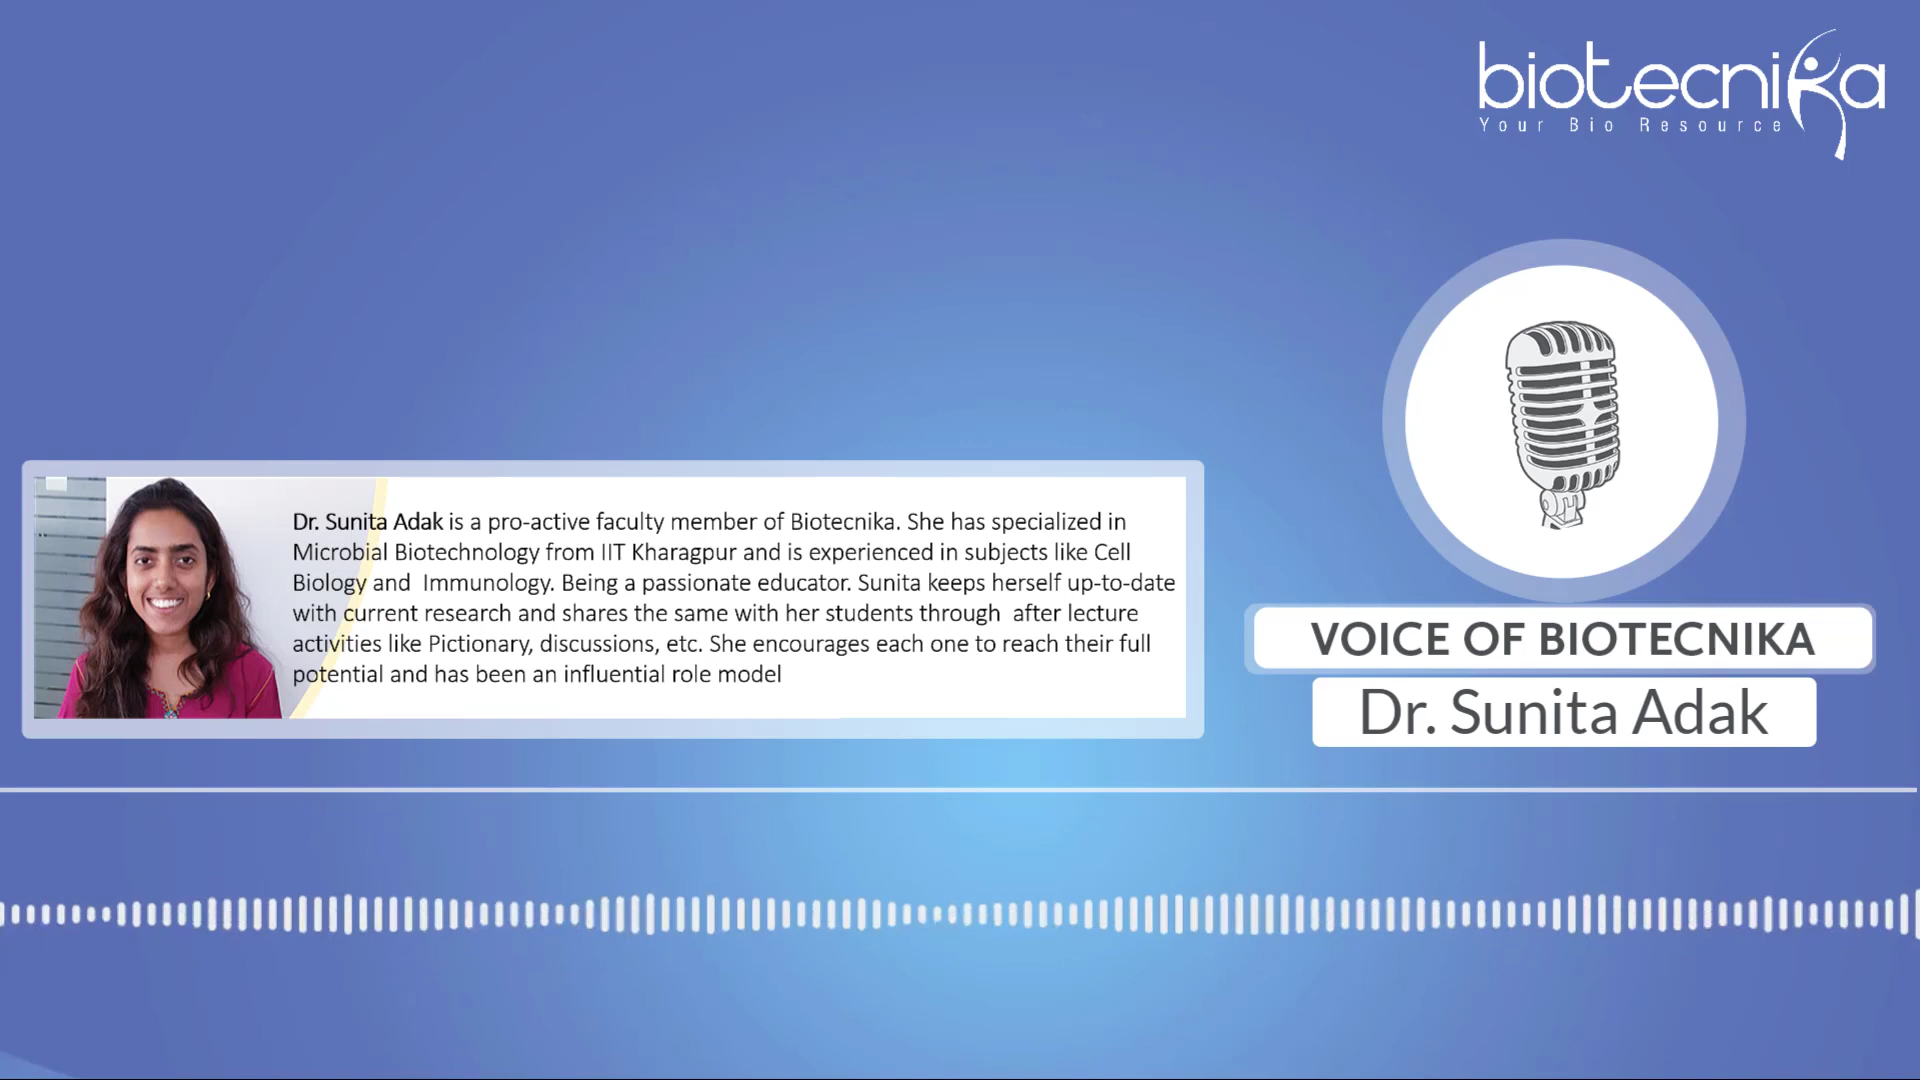 biotecnika
Your Bio Resource
Dr. Sunita Adak is a pro-active faculty member of Biotecnika. She has specialized in
Microbial Biotechnology from IIT Kharagpur and is experienced in subjects like Cell
Biology and  Immunology. Being a passionate educator. Sunita keeps herself up-to-date
with current research and shares the same with her students through  after lecture
activities like Pictionary, discussions, etc. She encourages each one to reach their full
potential and has been an influential role model
VOICE OF BIOTECNIKA
Dr. Sunita Adak